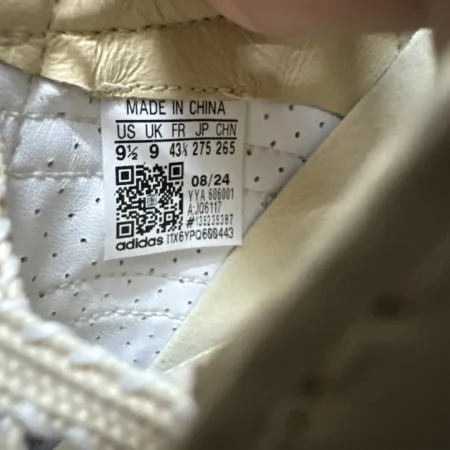 MADE IN CHINA
US UK FR JP CHN
9½ 9 43⅓ 275 265
08/24
YYA 606001
A:JQ6117
adidas